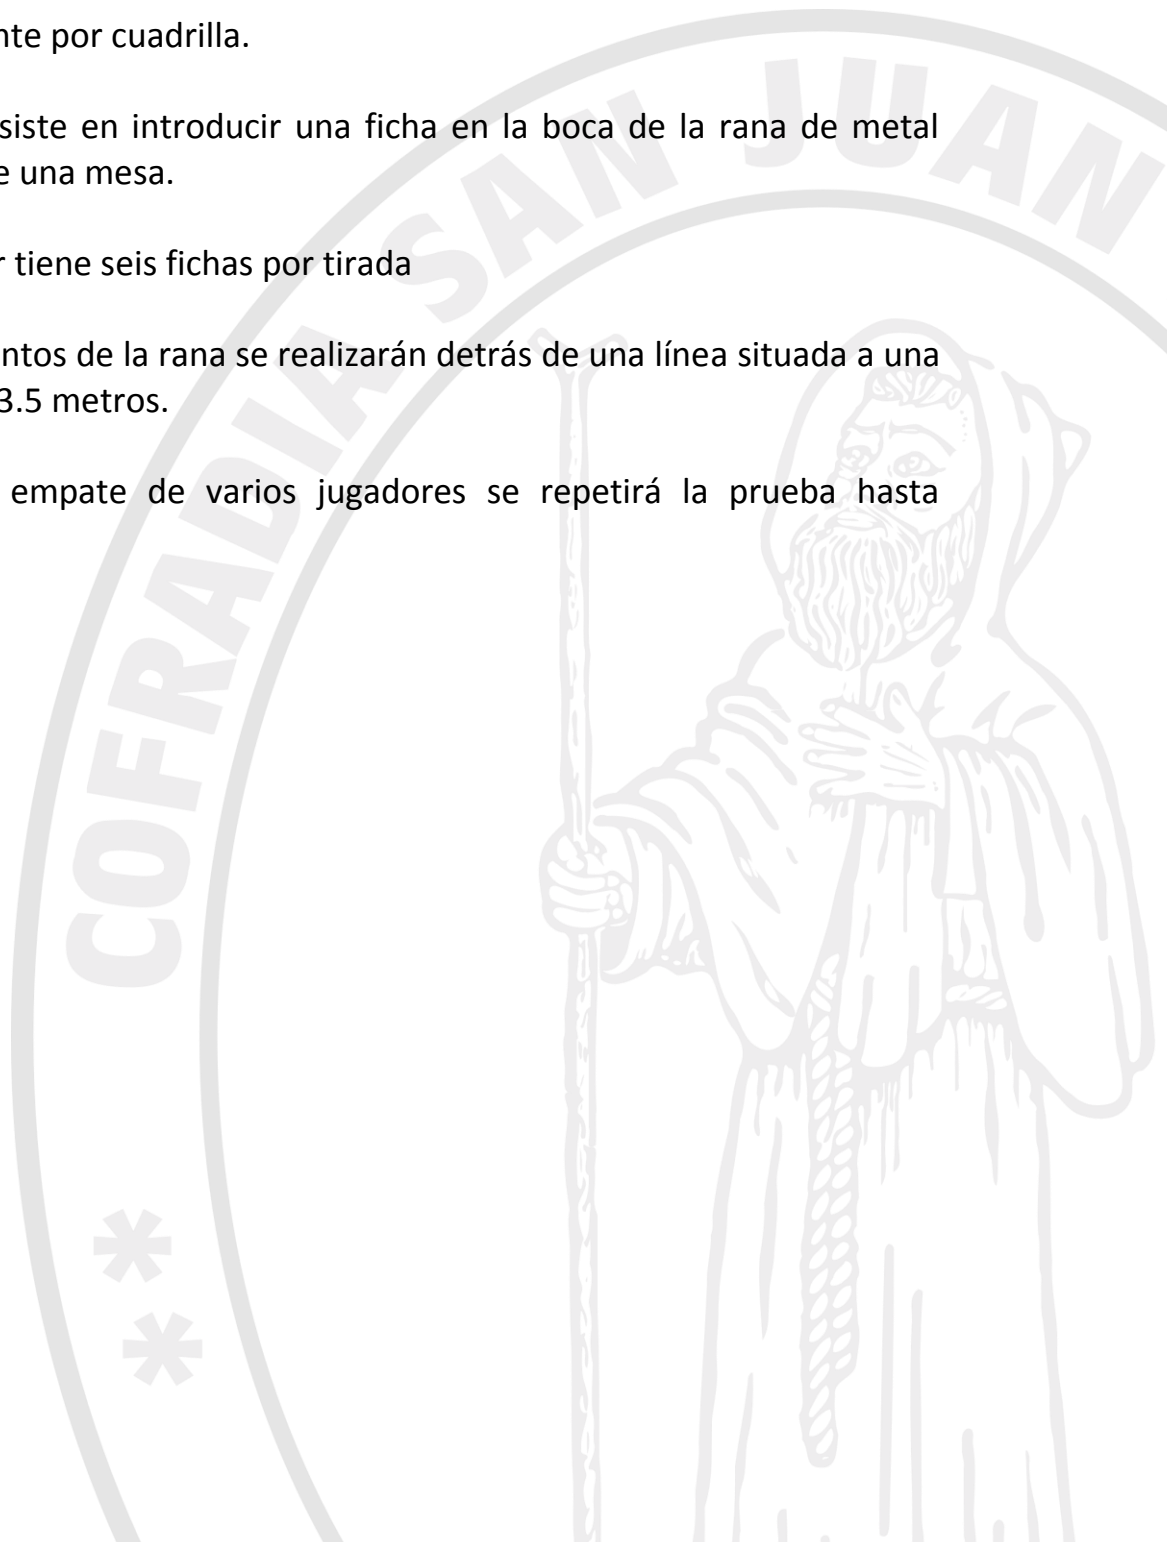 nte por cuadrilla.
siste en introducir una ficha en la boca de la rana de metal
e una mesa.
r tiene seis fichas por tirada
ntos de la rana se realizarán detrás de una línea situada a una
3.5 metros.
empate de varios jugadores se repetirá la prueba hasta
COFRADIA SAN JUAN
**